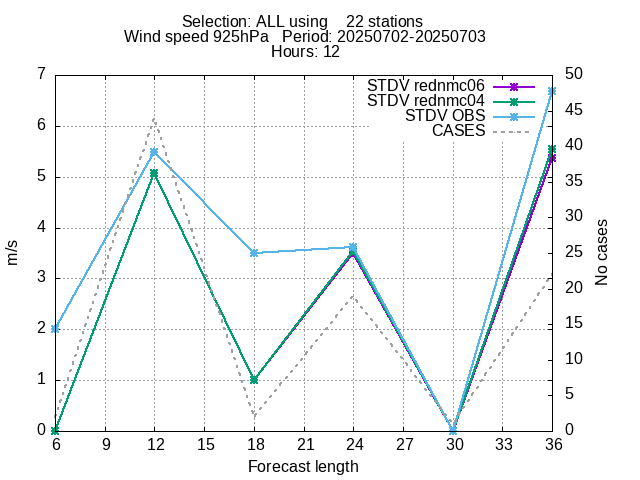 Selection: ALL using    22 stations
Wind speed 925hPa   Period: 20250702-20250703
Hours: 12
STDV rednmc06
STDV rednmc04
STDV OBS
CASES
m/s
7
6
5
4
3
2
1
0
No cases
50
45
40
35
30
25
20
15
10
5
0
6 9 12 15 18 21 24 27 30 33 36
Forecast length